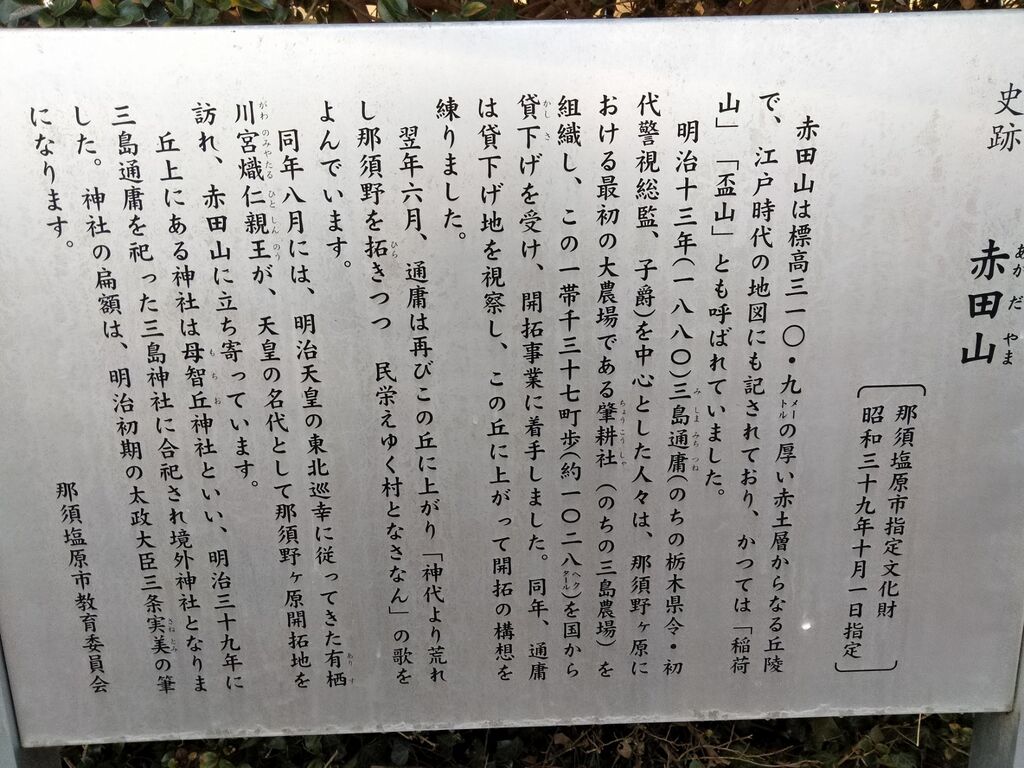 史跡 赤田山
那須塩原市指定文化財
昭和三十九年十月一日指定
赤田山は標高三一〇・九メートルの厚い赤土層からなる丘陵
で、江戸時代の地図にも記されており、かつては「稲荷
山」「盃山」とも呼ばれていました。
明治十三年(一八八〇)三島通庸(のちの栃木県令・初
代警視総監、子爵)を中心とした人々は、那須野ヶ原に
おける最初の大農場である肇耕社(のちの三島農場)を
組織し、この一帯千三十七町歩(約一〇二八ヘクタール)を国から
貸下げを受け、開拓事業に着手しました。同年、通庸
は貸下げ地を視察し、この丘に上がって開拓の構想を
練りました。
翌年六月、通庸は再びこの丘に上がり「神代より荒れ
し那須野を拓きつつ 民栄えゆく村となさなん」の歌を
よんでいます。
同年八月には、明治天皇の東北巡幸に従ってきた有栖
川宮熾仁親王が、天皇の名代として那須野ヶ原開拓地を
訪れ、赤田山に立ち寄っています。
丘上にある神社は母智丘神社といい、明治三十九年に
三島通庸を祀った三島神社に合祀され境外神社となりま
した。神社の扁額は、明治初期の太政大臣三条実美の筆
になります。
那須塩原市教育委員会